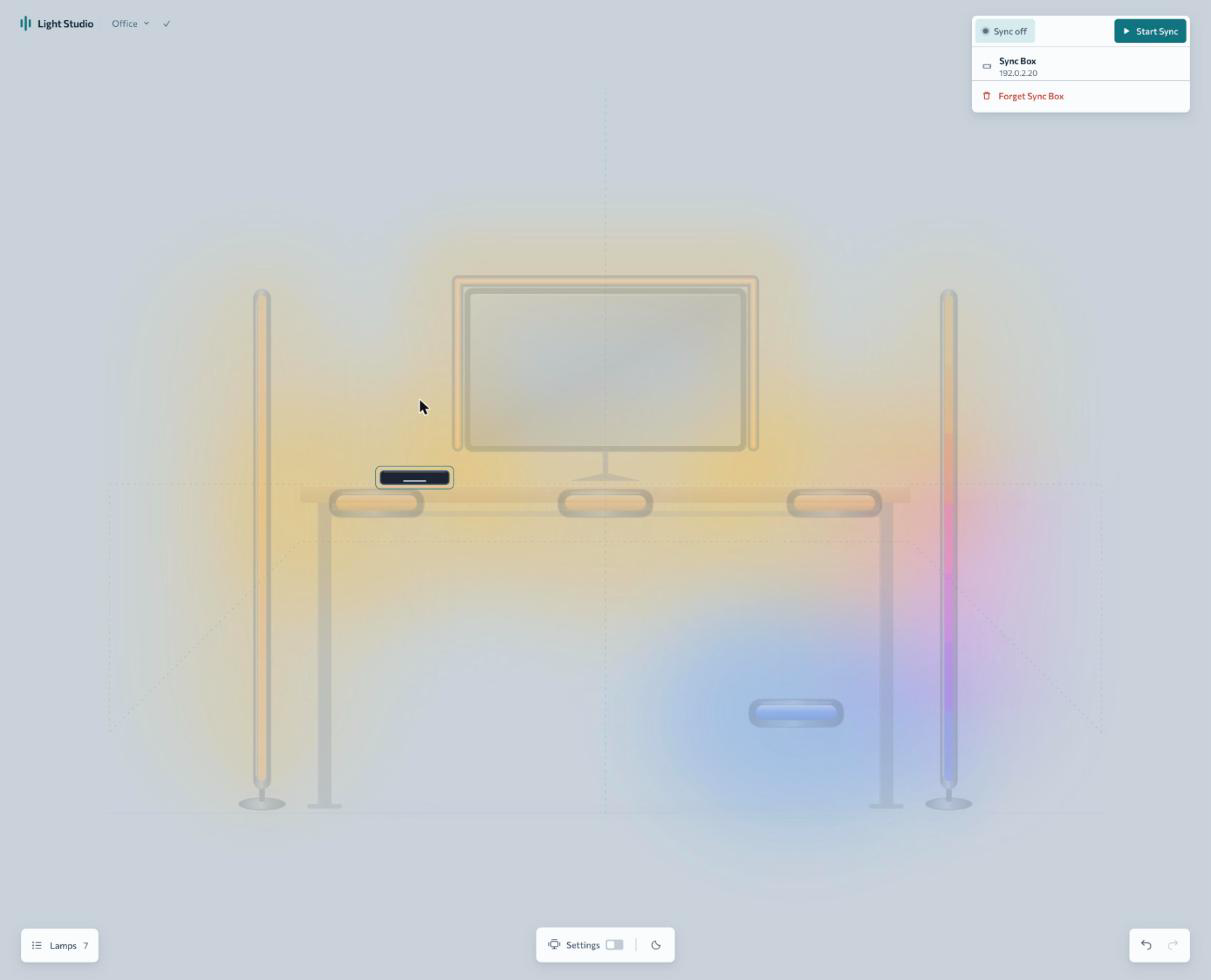 Light Studio
Office
Sync off
Start Sync
Sync Box
192.0.2.20
Forget Sync Box
Lamps 7
Settings